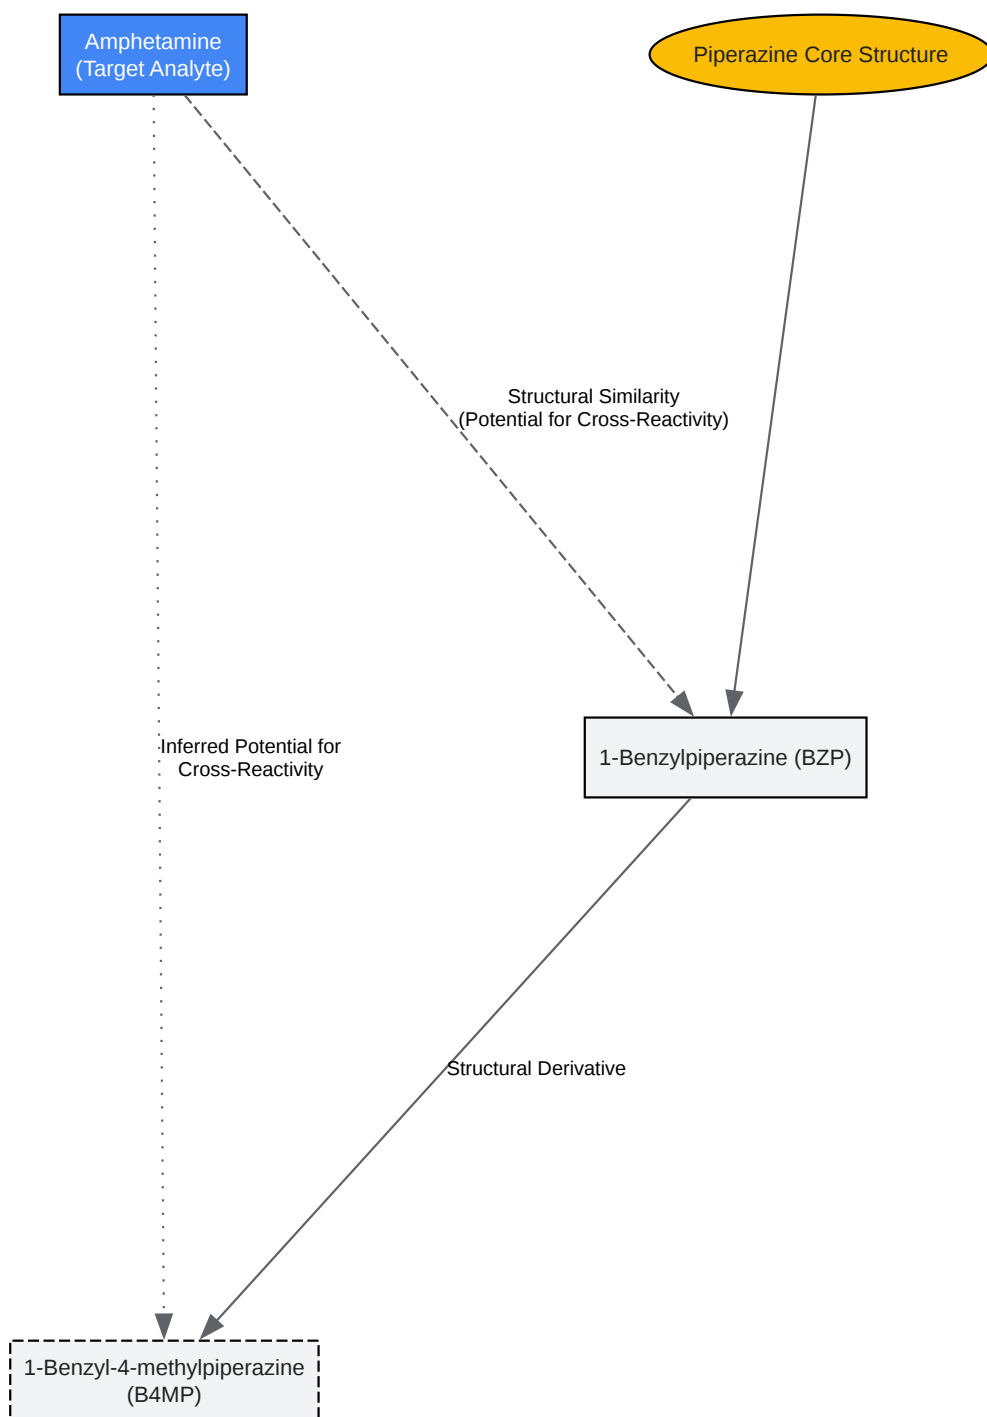 Amphetamine
(Target Analyte)
Piperazine Core Structure
Structural Similarity
(Potential for Cross-Reactivity)
Inferred Potential for
Cross-Reactivity
1-Benzylpiperazine (BZP)
Structural Derivative
1-Benzyl-4-methylpiperazine
(B4MP)